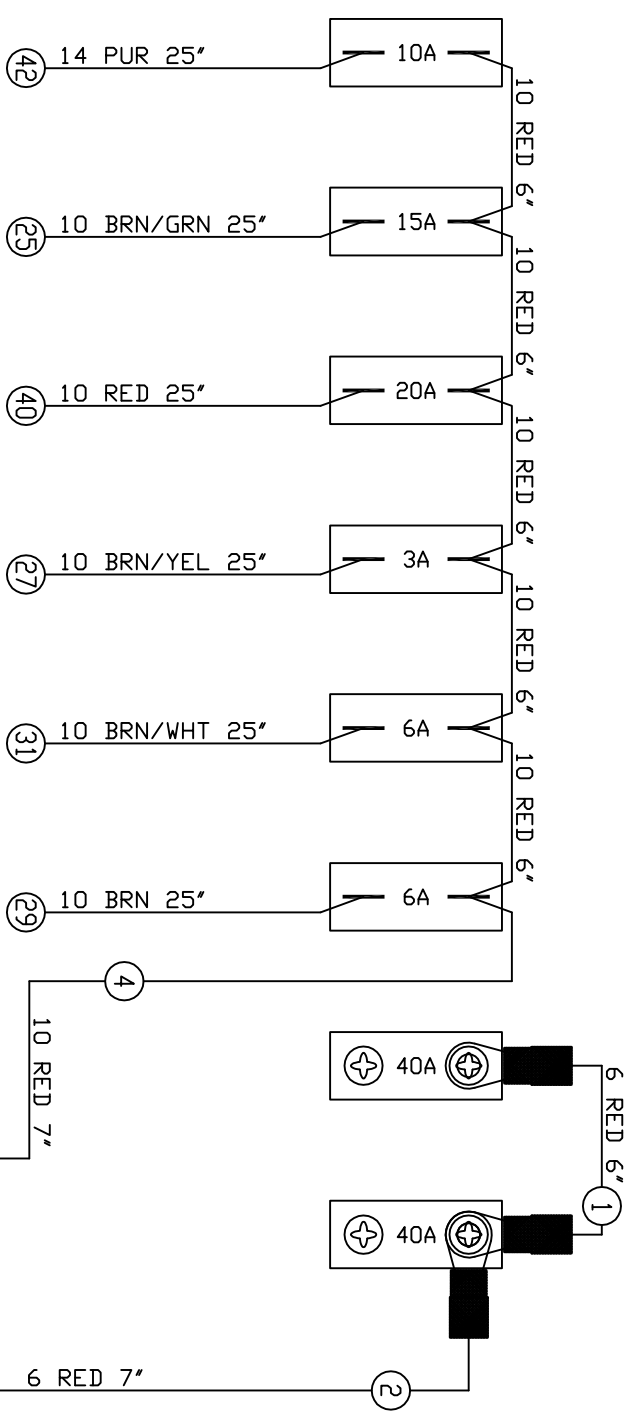 14 PUR 25"
42
10A
10 RED 6"
10 BRN/GRN 25"
25
15A
10 RED 6"
10 RED 25"
40
20A
10 RED 6"
10 BRN/YEL 25"
27
3A
10 RED 6"
10 BRN/WHT 25"
31
6A
10 RED 6"
10 BRN 25"
29
6A
4
10 RED 7"
40A
6 RED 6"
1
40A
6 RED 7"
2